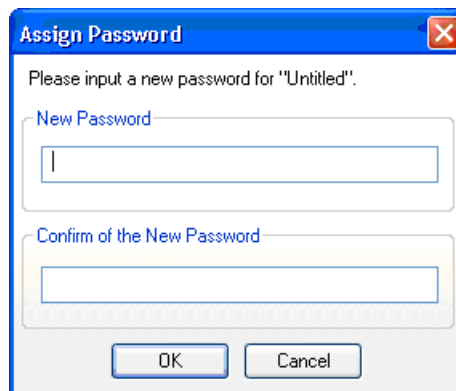 Assign Password
Please input a new password for "Untitled".
New Password
Confirm of the New Password
OK Cancel